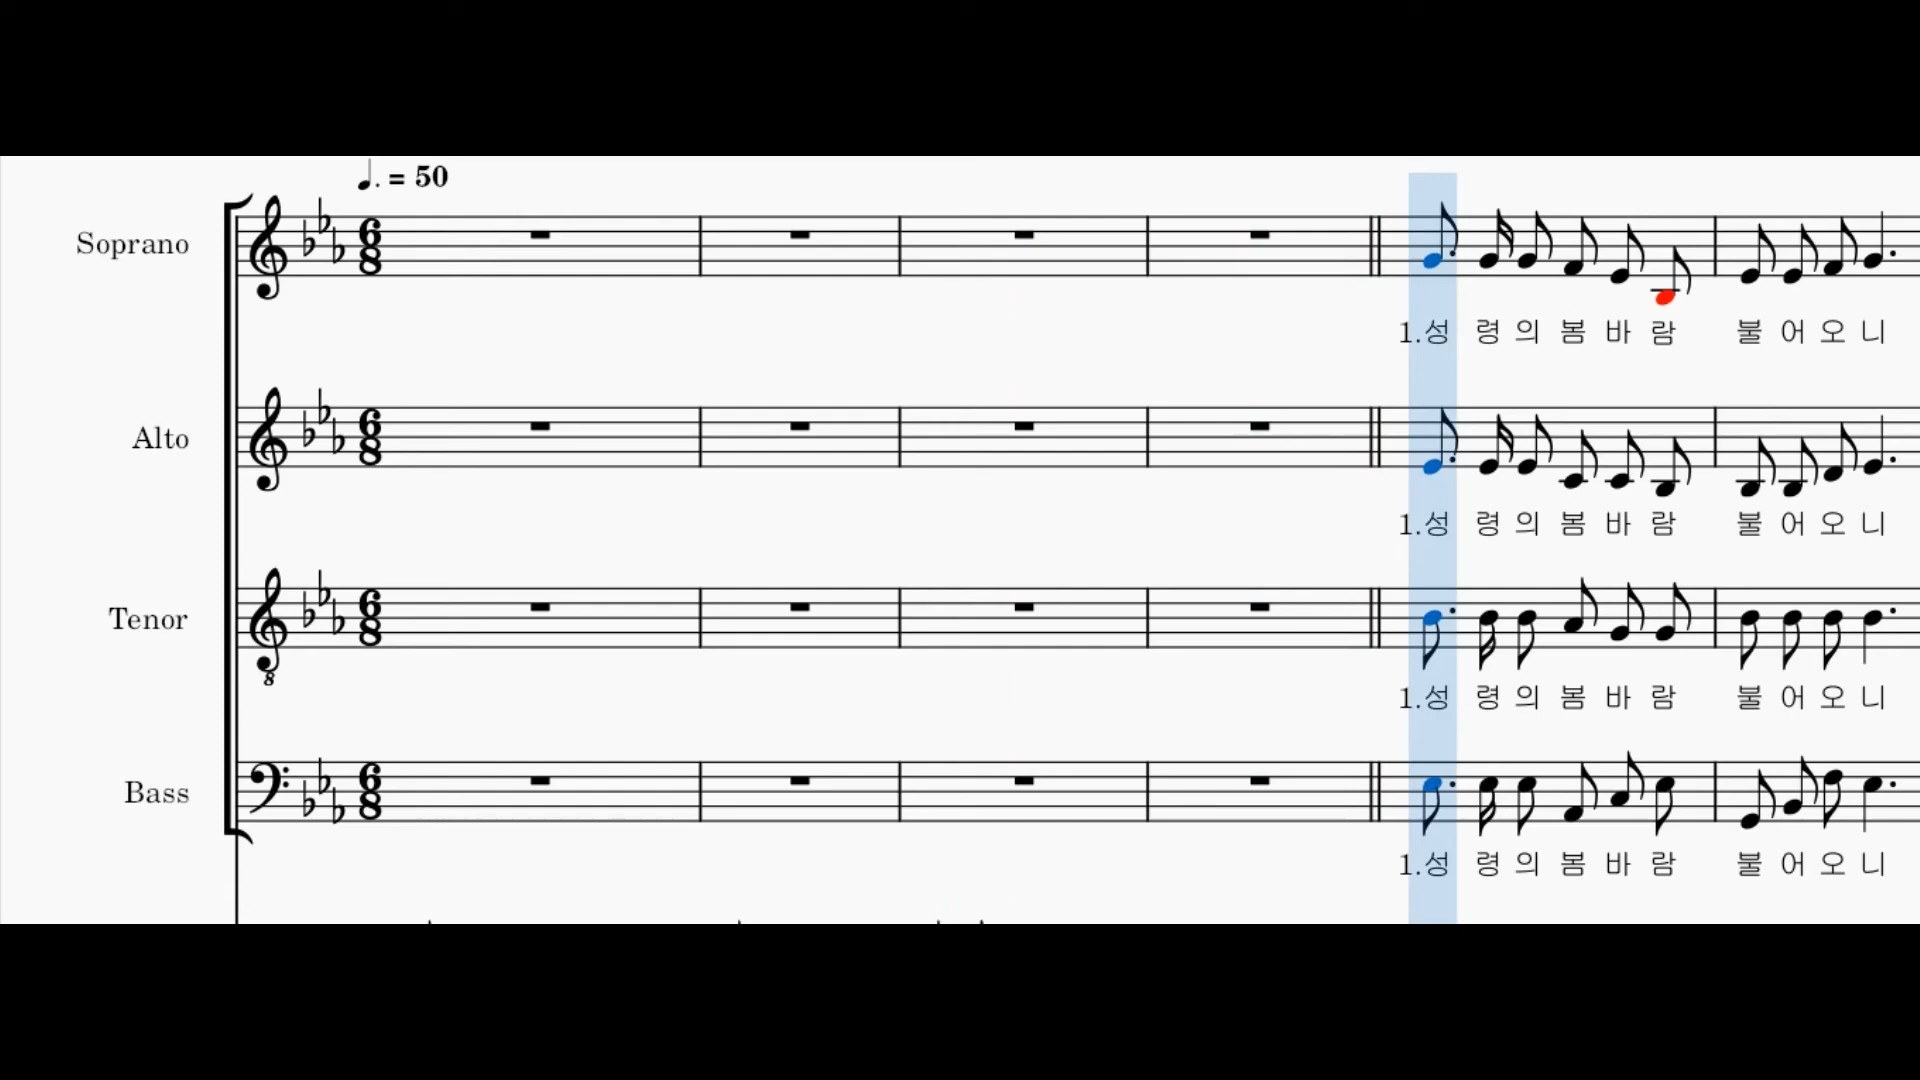 ♩. = 50
Soprano
1.성 령 의 봄 바 람 불 어 오 니
Alto
1.성 령 의 봄 바 람 불 어 오 니
Tenor
1.성 령 의 봄 바 람 불 어 오 니
Bass
1.성 령 의 봄 바 람 불 어 오 니